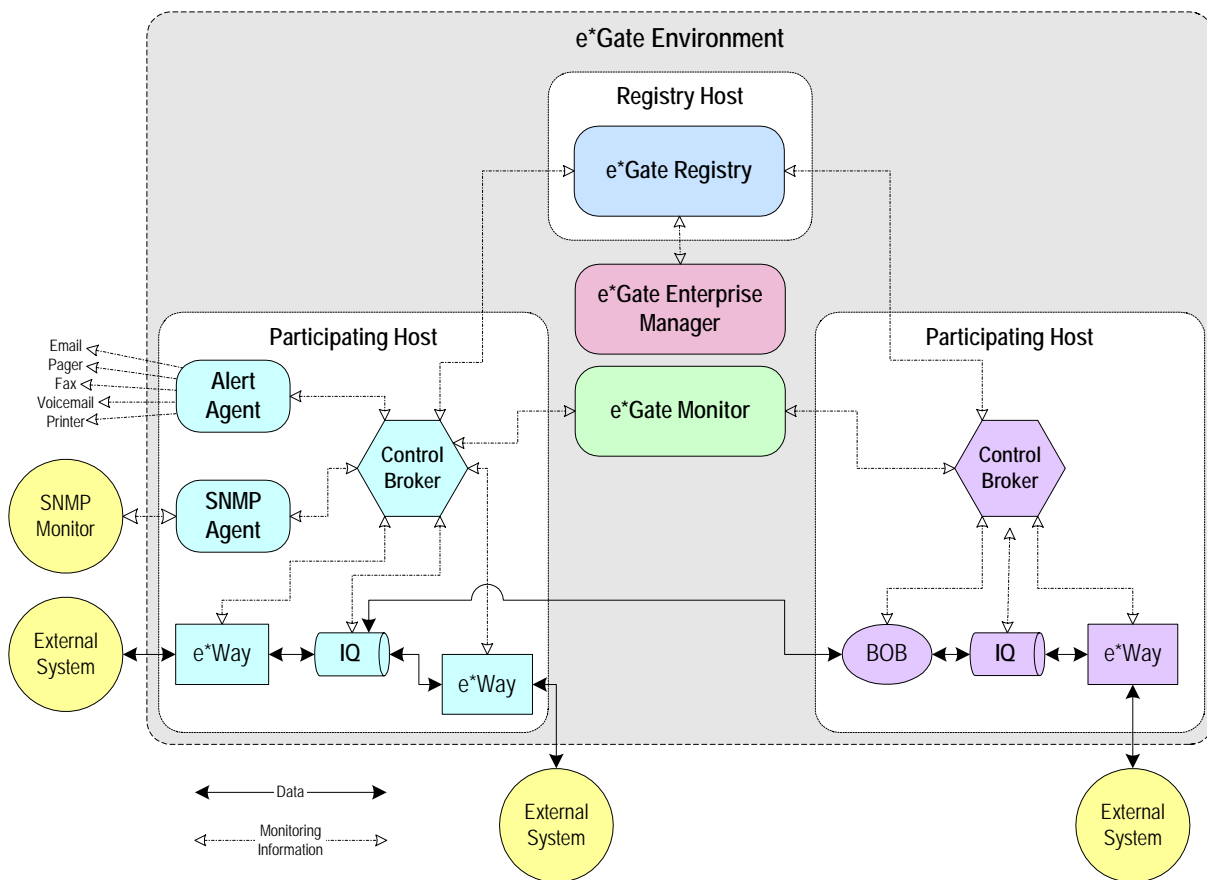 e*Gate Environment
Registry Host
e*Gate Registry
e*Gate Enterprise
Manager
e*Gate Monitor
Participating Host
Email
Pager
Fax
Voicemail
Printer
Alert
Agent
Control
Broker
SNMP
Agent
SNMP
Monitor
External
System
e*Way
IQ
e*Way
Participating Host
Control
Broker
BOB
IQ
e*Way
Data
Monitoring
Information
External
System
External
System